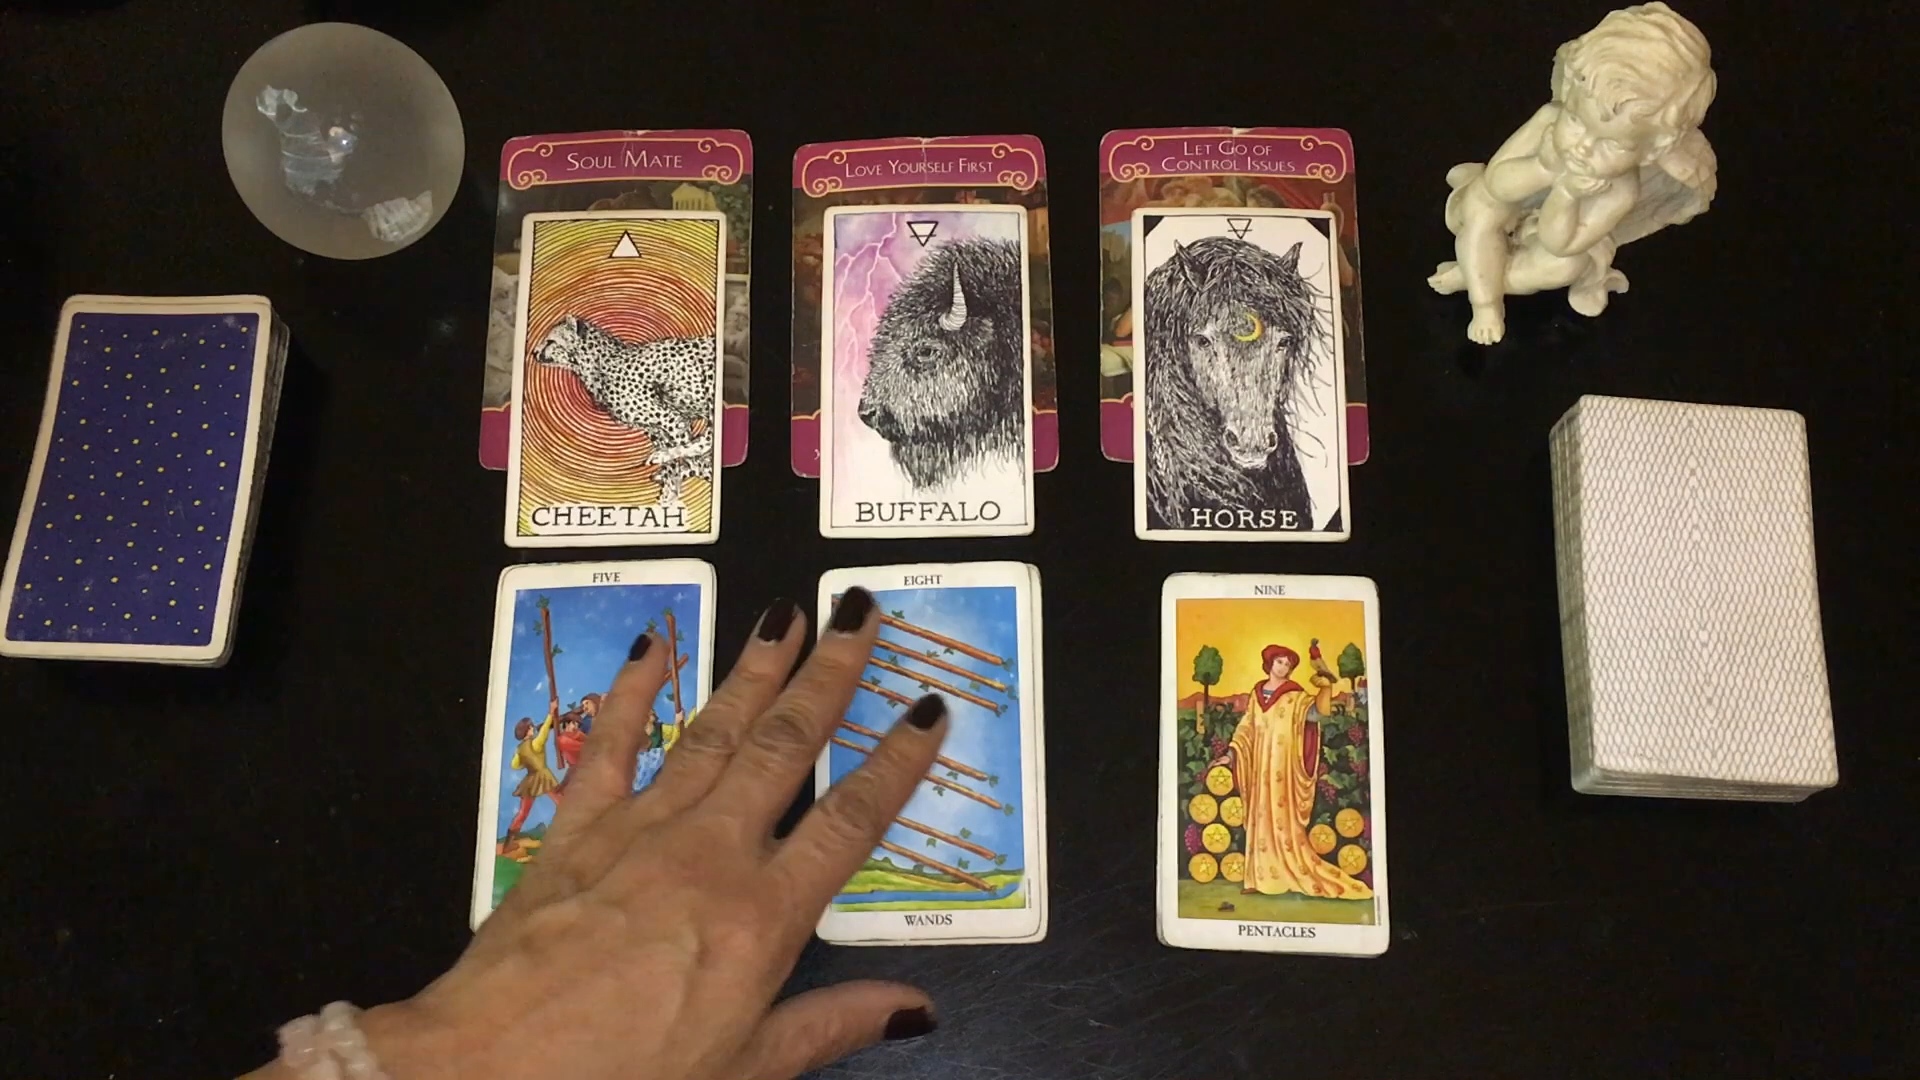 SOUL MATE
LOVE YOURSELF FIRST
LET GO OF
CONTROL ISSUES
CHEETAH
BUFFALO
HORSE
FIVE
EIGHT
NINE
WANDS
PENTACLES